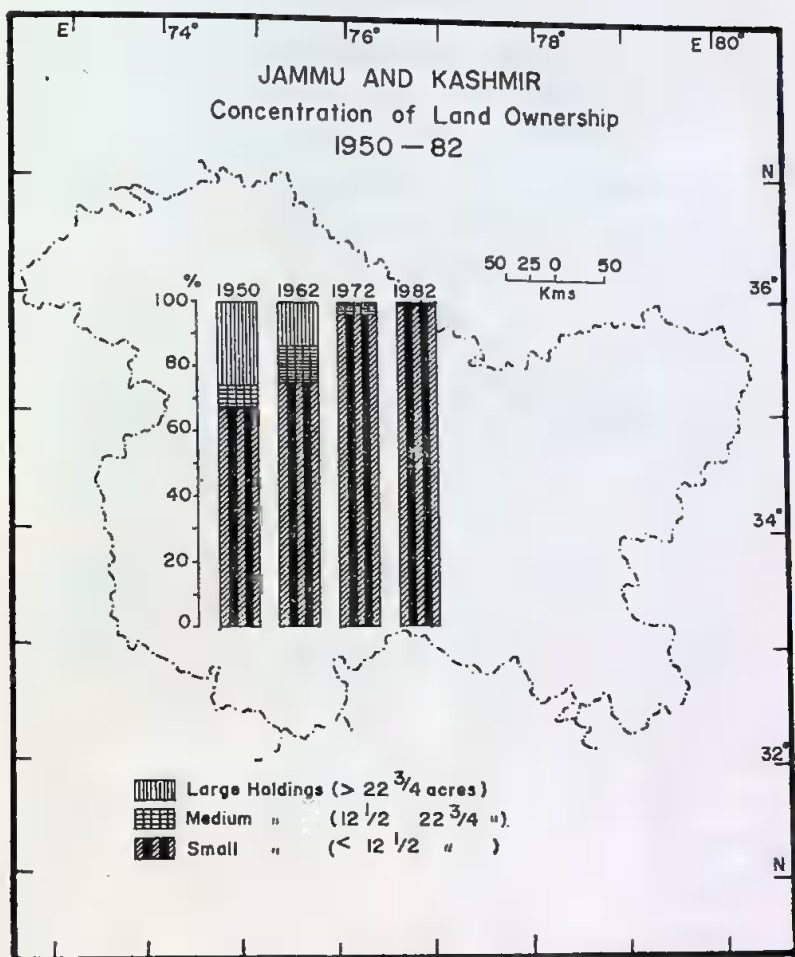 E 74° 76° 78° E 80°
JAMMU AND KASHMIR
Concentration of Land Ownership
1950 — 82
N
50 25 0 50
Kms
36°
%
1950 1962 1972 1982
100
80
60
40
34°
20
0
32°
Large Holdings (> 22 3/4 acres)
Medium " (12 1/2 22 3/4 ").
Small " (< 12 1/2 " )
N